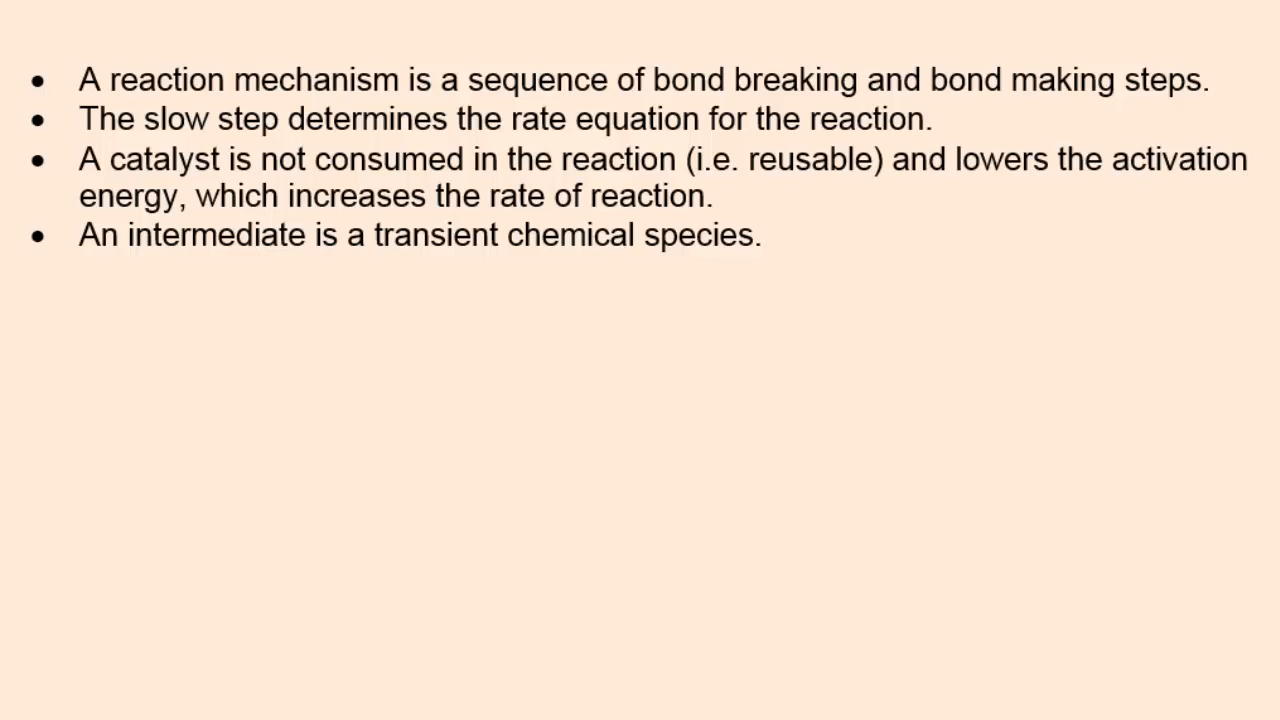 • A reaction mechanism is a sequence of bond breaking and bond making steps.
• The slow step determines the rate equation for the reaction.
• A catalyst is not consumed in the reaction (i.e. reusable) and lowers the activation
energy, which increases the rate of reaction.
• An intermediate is a transient chemical species.